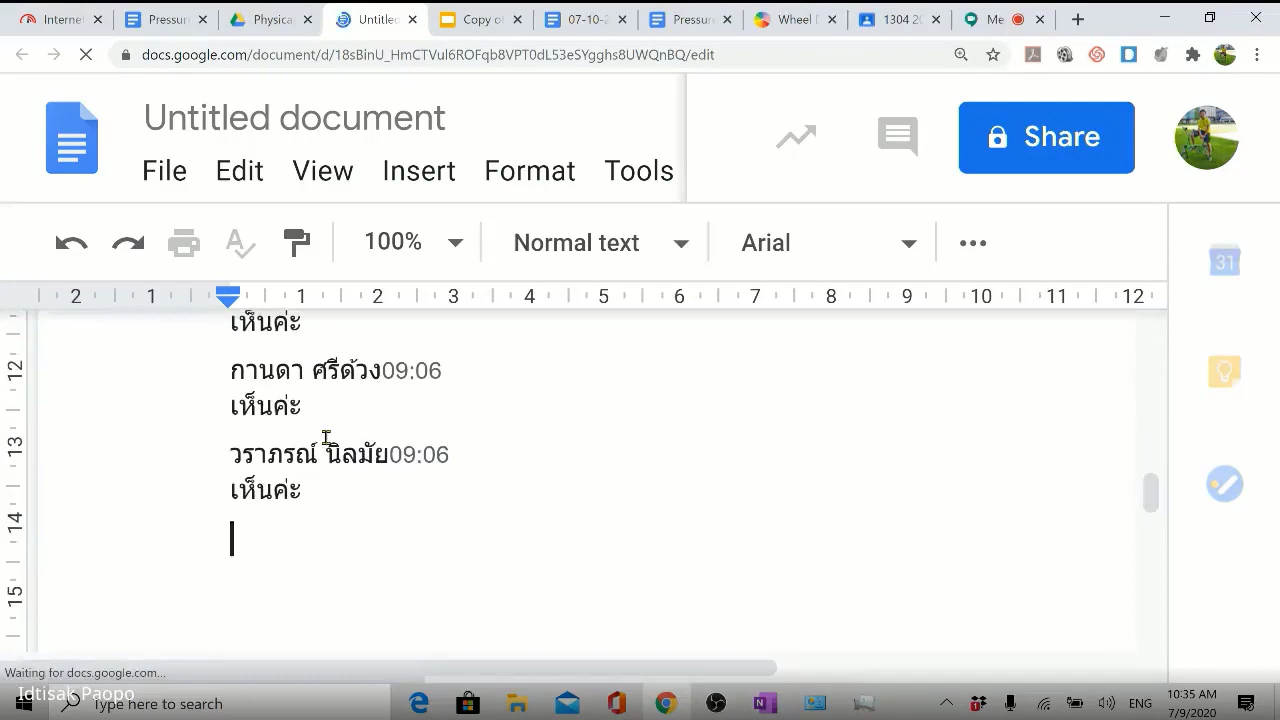 Interne
Pressur
Physics
Untitled
Copy of
07-10-2
Pressure
Wheel D
1304 2
Me
docs.google.com/document/d/18sBinU_HmCTVul6ROFqb8VPT0dL53eSYgghs8UWQnBQ/edit
Untitled document
File Edit View Insert Format Tools
Share
100% Normal text Arial
31
2 1 1 2 3 4 5 6 7 8 9 10 11 12
เห็นค่ะ
กานดา ศรีด้วง09:06
เห็นค่ะ
วราภรณ์ นิลมัย09:06
เห็นค่ะ
12
13
14
15
Waiting for docs.google.com...
Idtisak Paopo
Type here to search
ENG
10:35 AM
7/9/2020